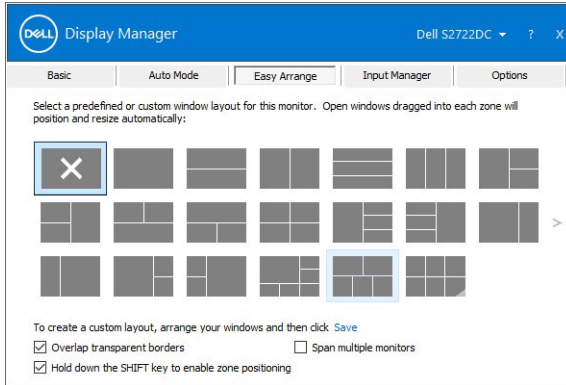 DELL Display Manager Dell S2722DC ? X
Basic Auto Mode Easy Arrange Input Manager Options
Select a predefined or custom window layout for this monitor. Open windows dragged into each zone will
position and resize automatically:
>
To create a custom layout, arrange your windows and then click Save
Overlap transparent borders Span multiple monitors
Hold down the SHIFT key to enable zone positioning